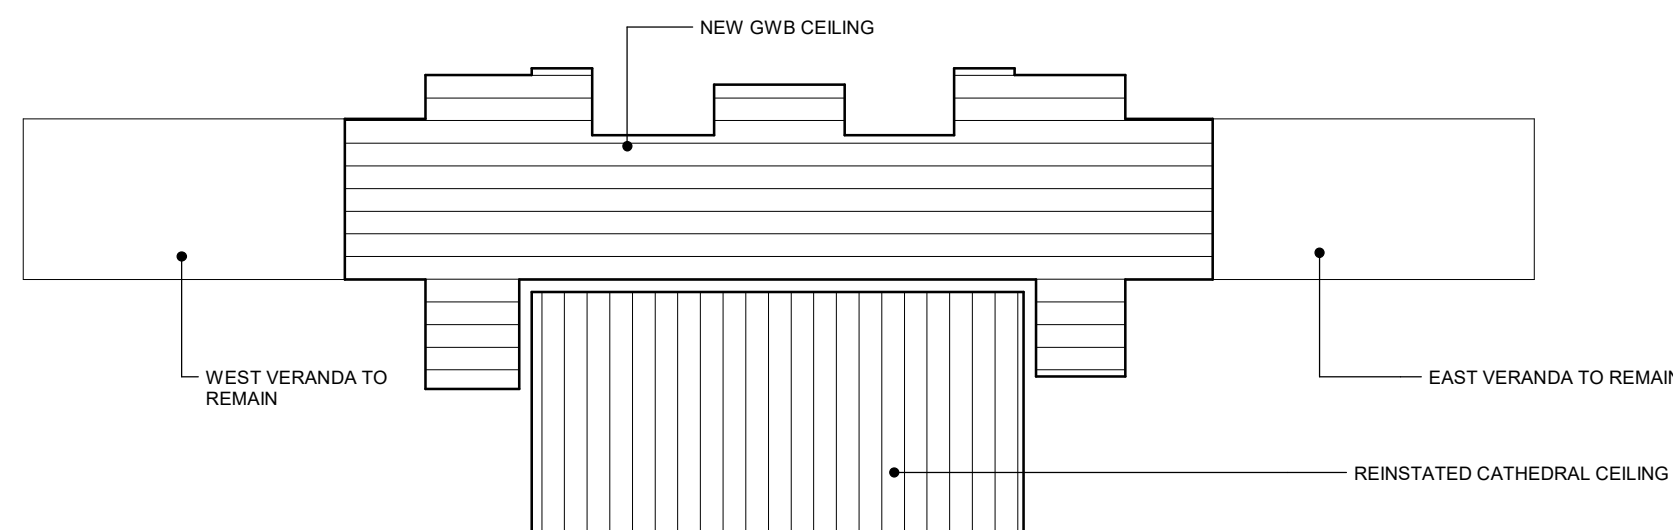 NEW GWB CEILING
WEST VERANDA TO
REMAIN
EAST VERANDA TO REMAIN
REINSTATED CATHEDRAL CEILING